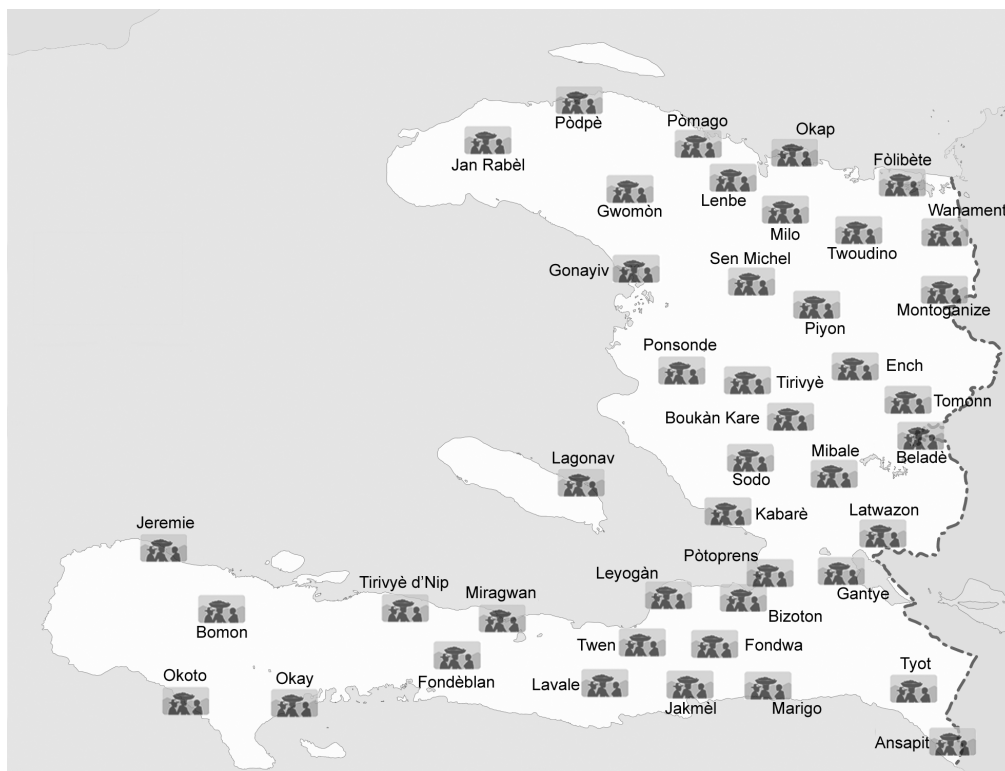 Pòdpè
Pòmago
Okap
Jan Rabèl
Fòlibète
Lenbe
Gwomòn
Wanament
Milo
Twoudino
Sen Michel
Gonayiv
Montòganize
Piyon
Ponsonde
Ench
Tirivyè
Tomonn
Boukàn Kare
Mibale
Beladè
Lagonav
Sodo
Latwazon
Kabarè
Jeremie
Pòtoprens
Leyogàn
Tirivyè d’Nip
Miragwan
Gantye
Bizoton
Bomon
Twen
Fondwa
Tyot
Okoto
Okay
Fondèblan
Lavale
Jakmèl
Marigo
Ansapit